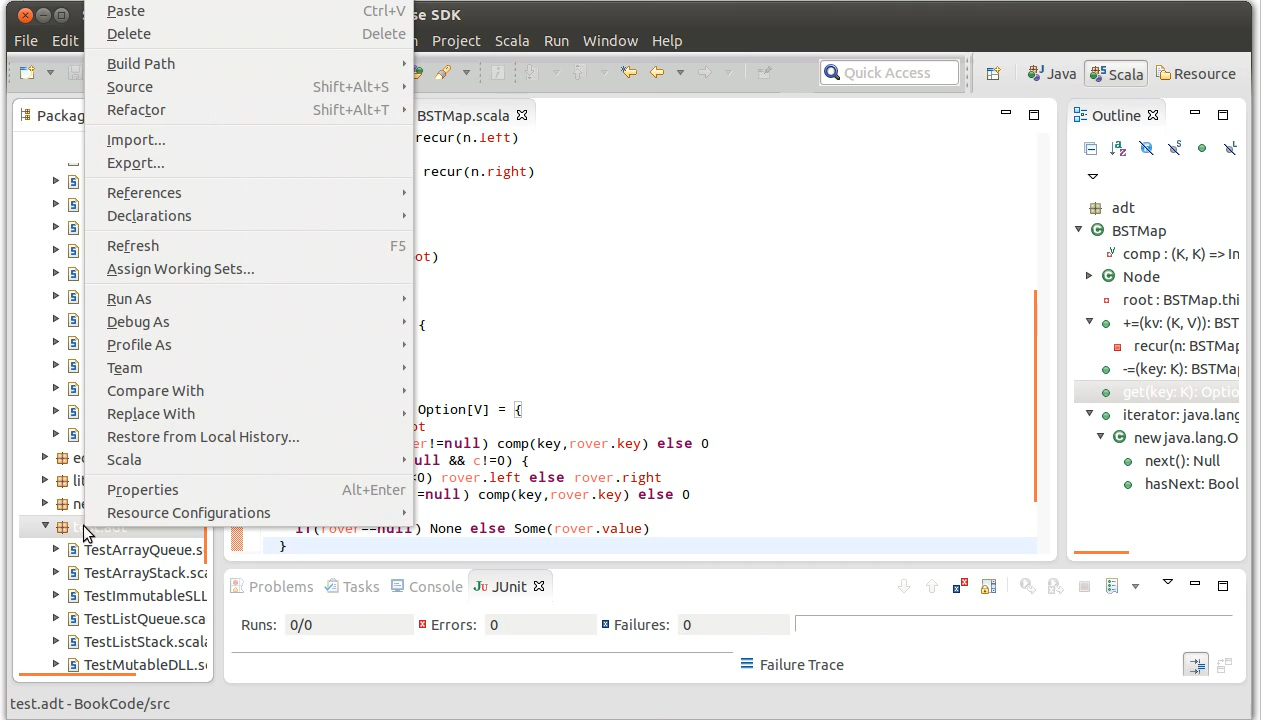 se SDK
File Edit Project Scala Run Window Help
Quick Access
Java Scala Resource
Paste Ctrl+V
Delete Delete
Build Path
Source Shift+Alt+S
Refactor Shift+Alt+T
Import...
Export...
References
Declarations
Refresh F5
Assign Working Sets...
Run As
Debug As
Profile As
Team
Compare With
Replace With
Restore from Local History...
Scala
Properties Alt+Enter
Resource Configurations
Packag
TestArrayQueue.s
TestArrayStack.sca
TestImmutableSLL
TestListQueue.sca
TestListStack.scala
TestMutableDLL.sc
BSTMap.scala
recur(n.left)
recur(n.right)
ot)
{
Option[V] = {
ot
er!=null) comp(key,rover.key) else 0
ull && c!=0) {
0) rover.left else rover.right
=null) comp(key,rover.key) else 0
if(rover==null) None else Some(rover.value)
}
Outline
adt
BSTMap
comp : (K, K) => In
Node
root : BSTMap.thi
+=(kv: (K, V)): BST
recur(n: BSTMap
-=(key: K): BSTMap
get(key: K): Optio
iterator: java.lang
new java.lang.O
next(): Null
hasNext: Bool
Problems Tasks Console JUnit
Runs: 0/0 Errors: 0 Failures: 0
Failure Trace
test.adt - BookCode/src